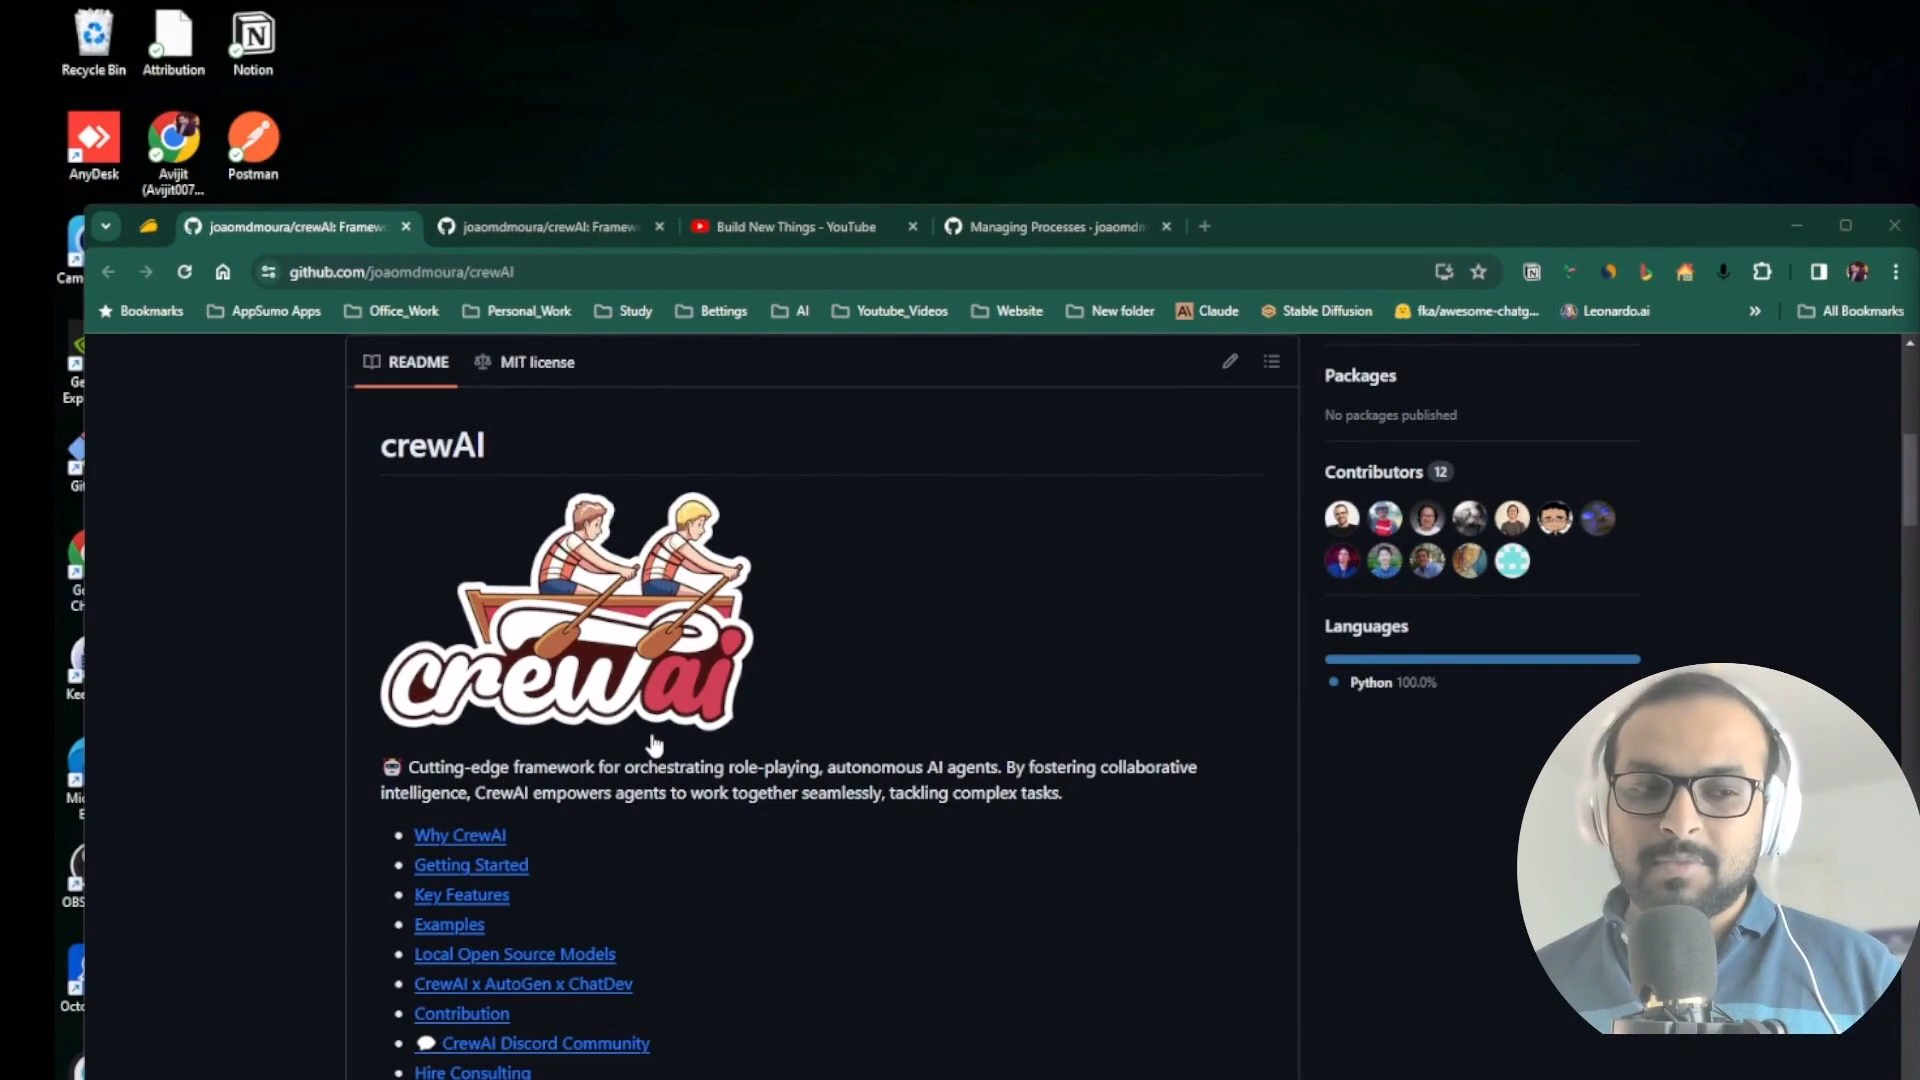 Recycle Bin
Attribution
Notion
AnyDesk
Avijit
(Avijit007...
Postman
joaomdmoura/crewAI: Framew
joaomdmoura/crewAI: Framew
Build New Things - YouTube
Managing Processes · joaomdm
github.com/joaomdmoura/crewAI
Bookmarks
AppSumo Apps
Office_Work
Personal_Work
Study
Bettings
AI
Youtube_Videos
Website
New folder
Claude
Stable Diffusion
fka/awesome-chatg...
Leonardo.ai
All Bookmarks
README
MIT license
crewAI
crewai
Cutting-edge framework for orchestrating role-playing, autonomous AI agents. By fostering collaborative
intelligence, CrewAI empowers agents to work together seamlessly, tackling complex tasks.
Why CrewAI
Getting Started
Key Features
Examples
Local Open Source Models
CrewAI x AutoGen x ChatDev
Contribution
CrewAI Discord Community
Hire Consulting
Packages
No packages published
Contributors 12
Languages
Python 100.0%